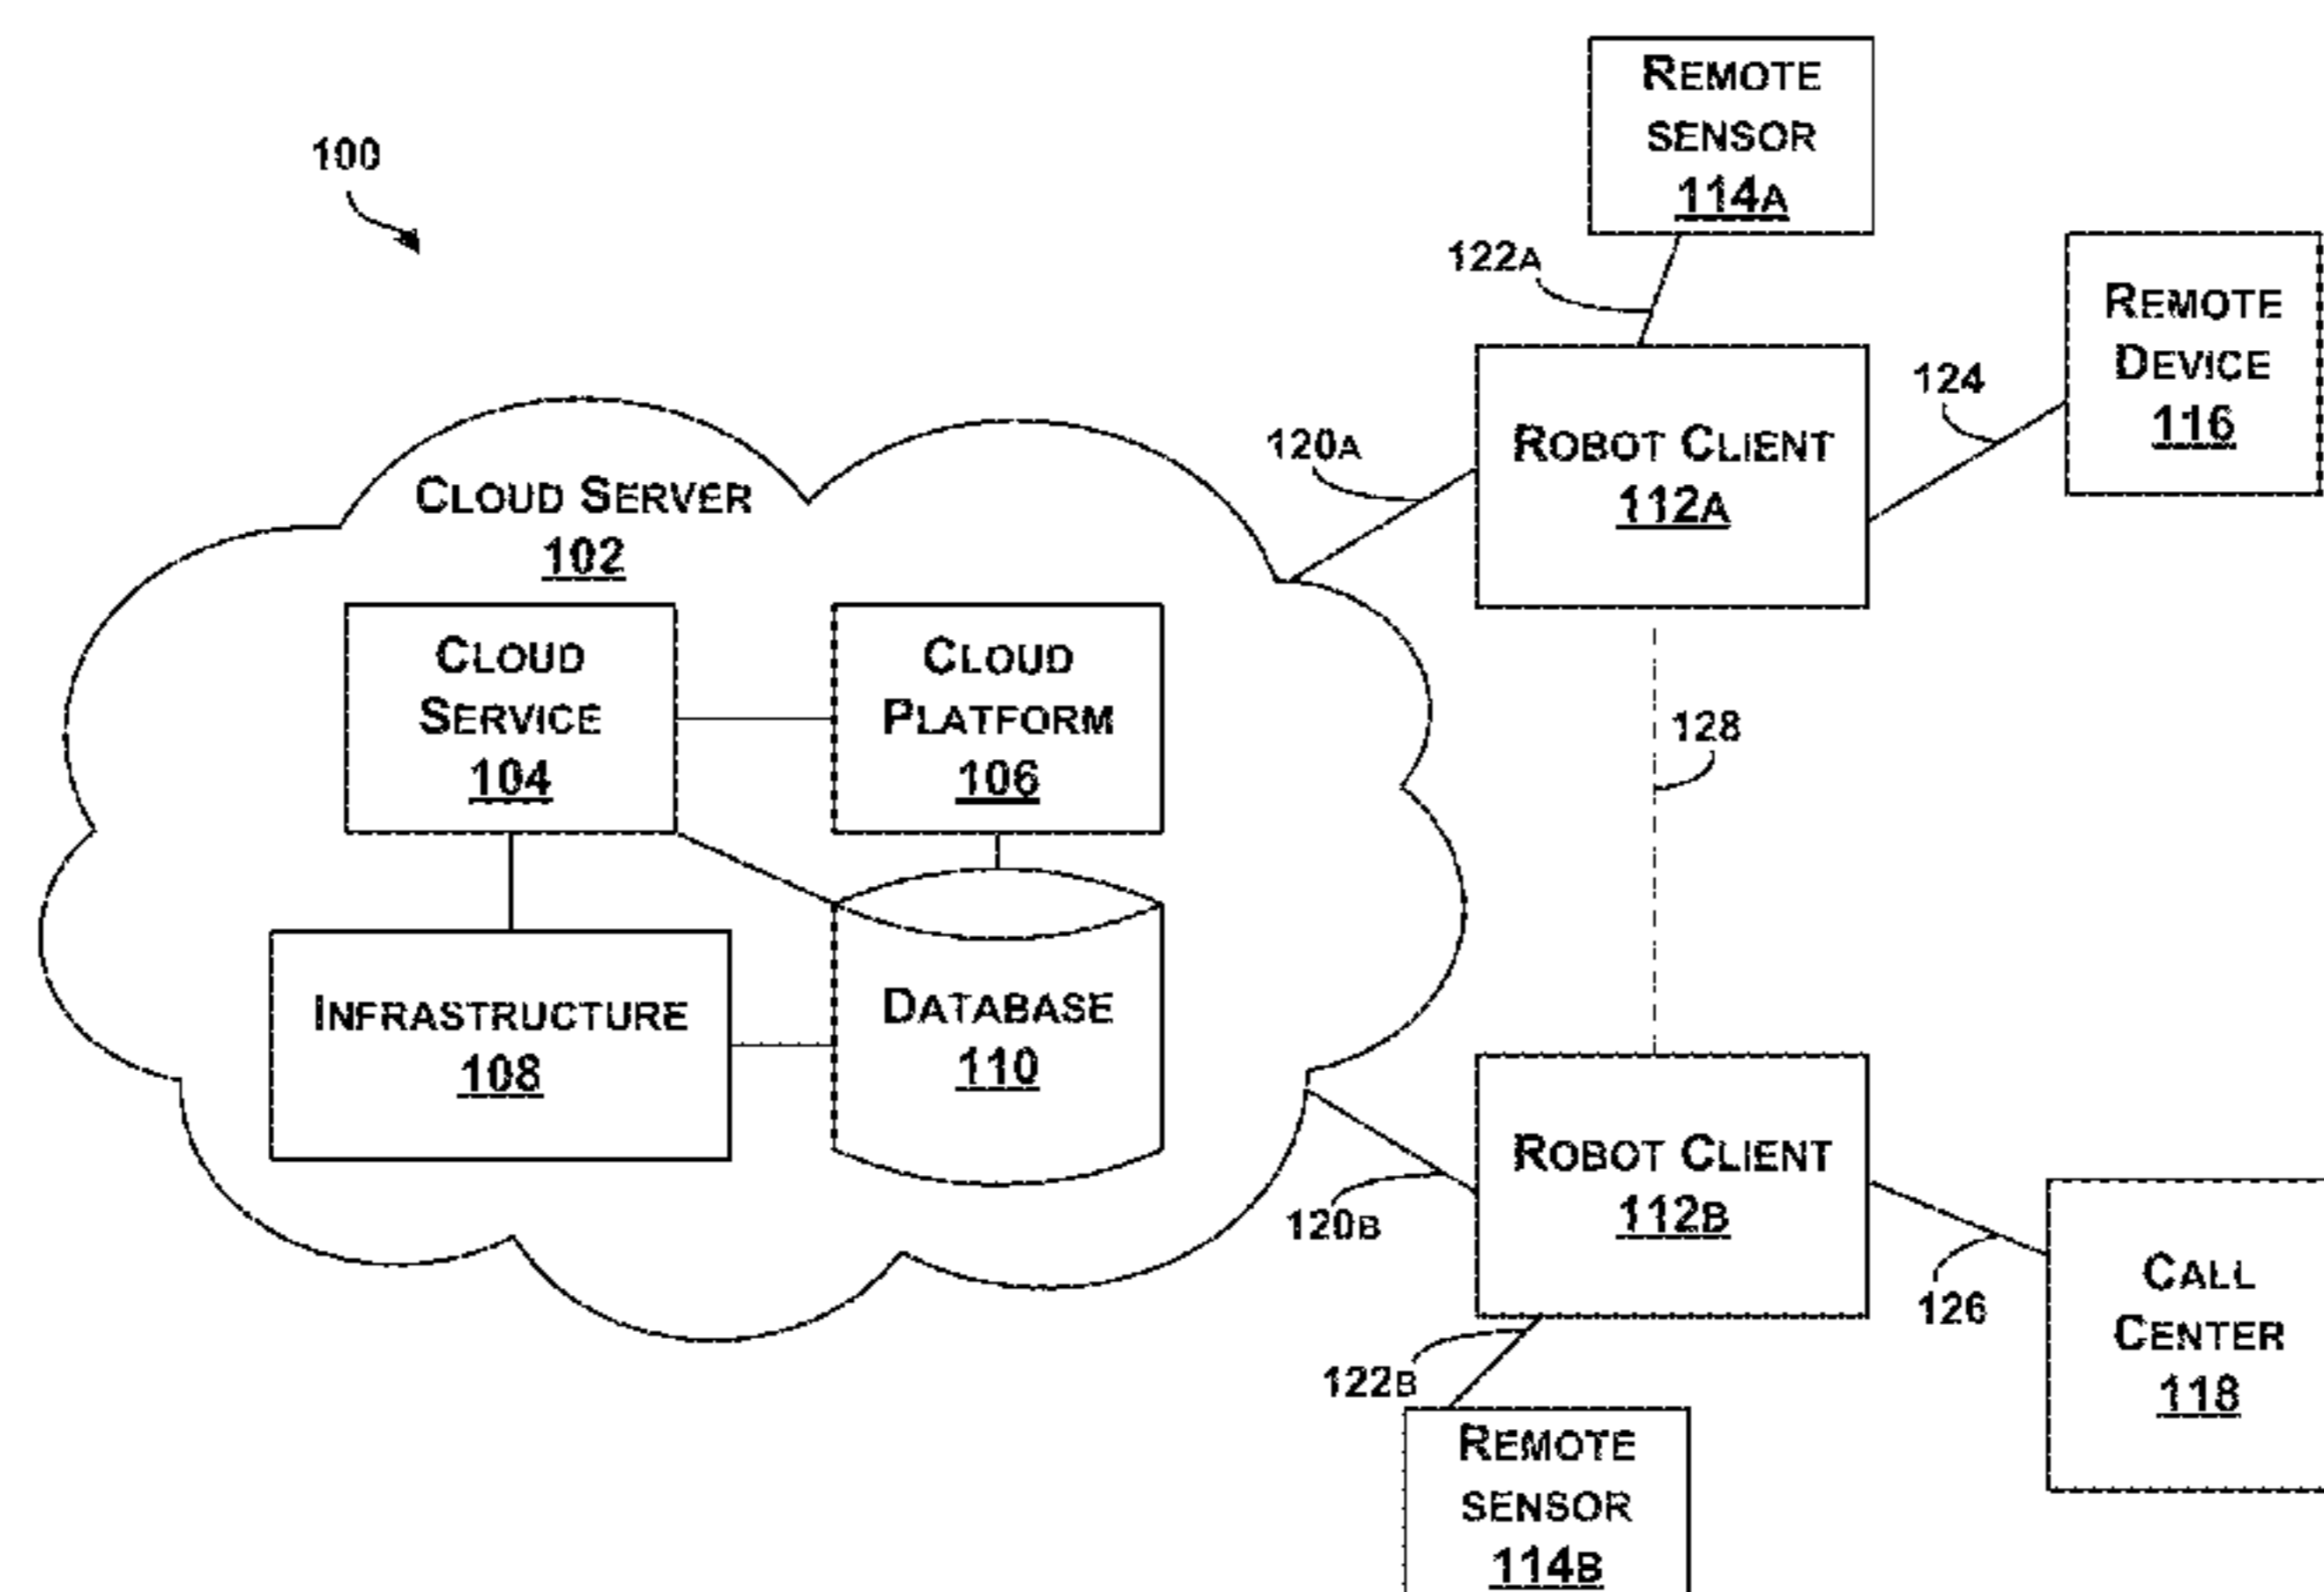 100
REMOTE
SENSOR
114A
122A
REMOTE
DEVICE
116
124
120A
ROBOT CLIENT
112A
CLOUD SERVER
102
CLOUD
SERVICE
104
CLOUD
PLATFORM
106
128
INFRASTRUCTURE
108
DATABASE
110
ROBOT CLIENT
112B
120B
126
CALL
CENTER
118
122B
REMOTE
SENSOR
114B